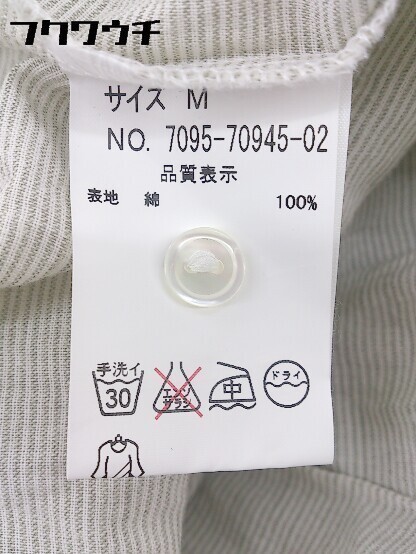 フクワウチ
サイズ M
NO. 7095-70945-02
品質表示
表地 綿 100%
手洗イ
30
エンソ
サラシ
中
ドライ